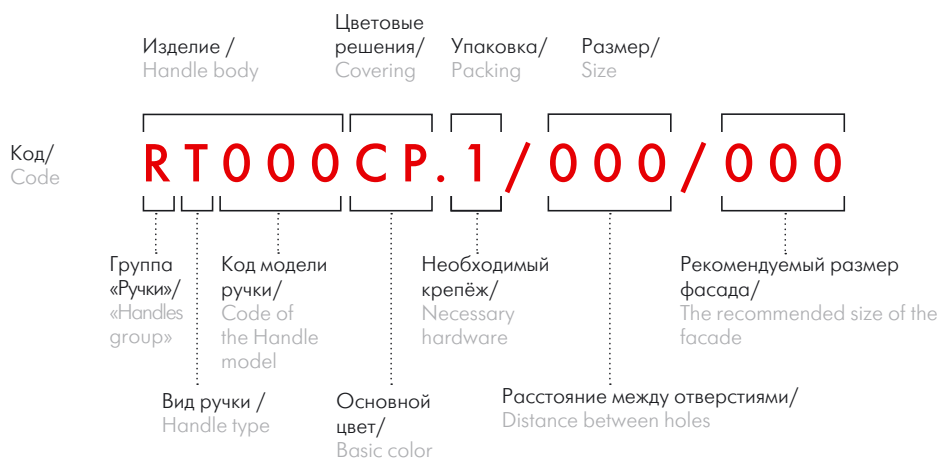 Изделие /
Handle body
Цветовые
решения/
Covering
Упаковка/
Packing
Размер/
Size
Код/
Code
RT000CP.1/000/000
Группа
«Ручки»/
«Handles
group»
Код модели
ручки/
Code of
the Handle
model
Необходимый
крепёж/
Necessary
hardware
Рекомендуемый размер
фасада/
The recommended size of the
facade
Вид ручки /
Handle type
Основной
цвет/
Basic color
Расстояние между отверстиями/
Distance between holes